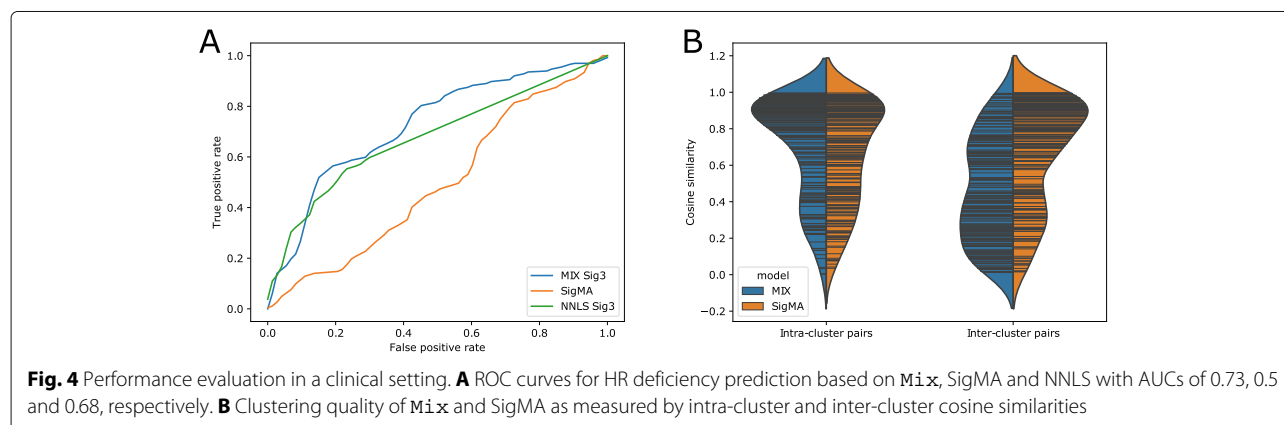 A
1.0
0.8
0.6
0.4
0.2
0.0
True positive rate
0.0 0.2 0.4 0.6 0.8 1.0
False positive rate
MIX Sig3
SigMA
NNLS Sig3
B
1.2
1.0
0.8
0.6
0.4
0.2
0.0
−0.2
Cosine similarity
model
MIX
SigMA
Intra-cluster pairs Inter-cluster pairs
Fig. 4 Performance evaluation in a clinical setting. A ROC curves for HR deficiency prediction based on Mix, SigMA and NNLS with AUCs of 0.73, 0.5
and 0.68, respectively. B Clustering quality of Mix and SigMA as measured by intra-cluster and inter-cluster cosine similarities